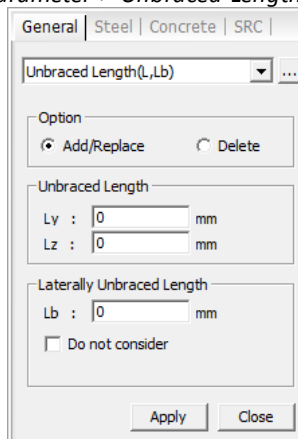 General | Steel | Concrete | SRC |
Unbraced Length(L,Lb) ...
Option
Add/Replace Delete
Unbraced Length
Ly : 0 mm
Lz : 0 mm
Laterally Unbraced Length
Lb : 0 mm
Do not consider
Apply Close